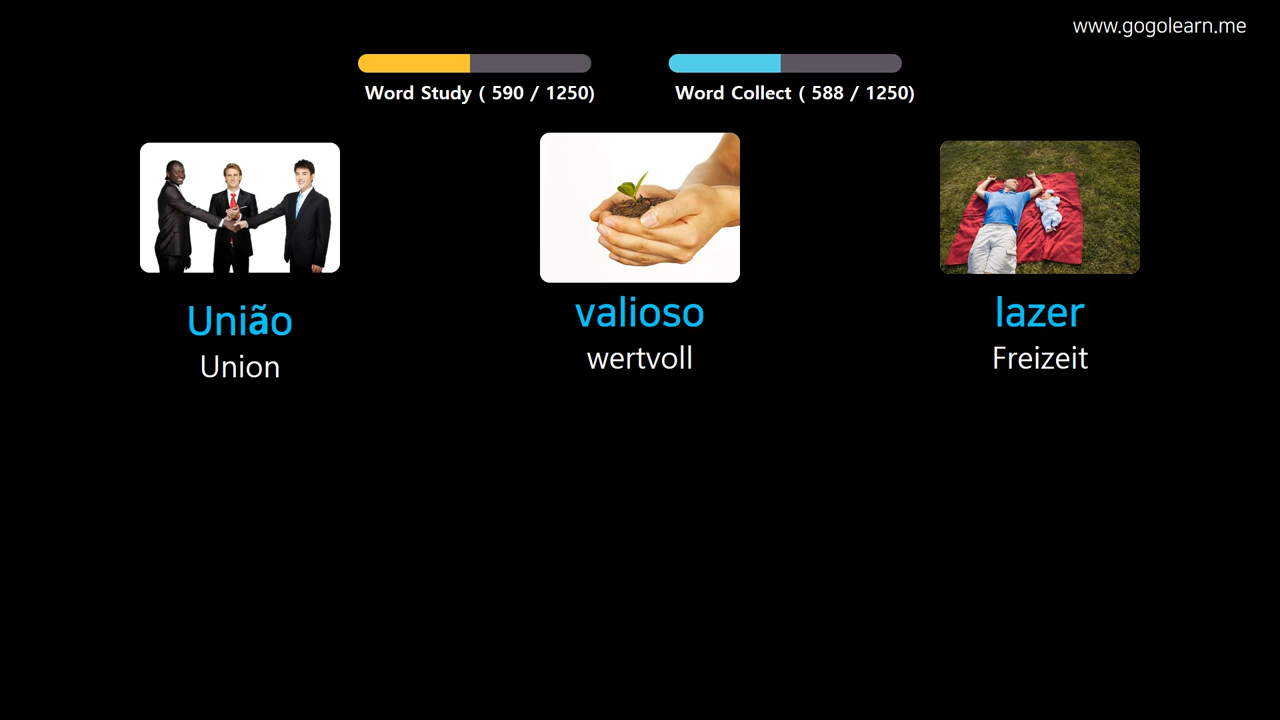 www.gogolearn.me
Word Study ( 590 / 1250)
Word Collect ( 588 / 1250)
União
Union
valioso
wertvoll
lazer
Freizeit